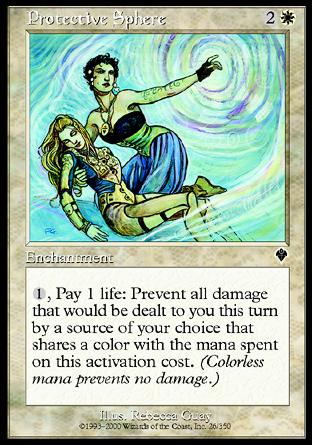 Protective Sphere 2
Enchantment
1, Pay 1 life: Prevent all damage
that would be dealt to you this turn
by a source of your choice that
shares a color with the mana spent
on this activation cost. (Colorless
mana prevents no damage.)
Illus. Rebecca Guay
©1993-2000 Wizards of the Coast, Inc. 26/350